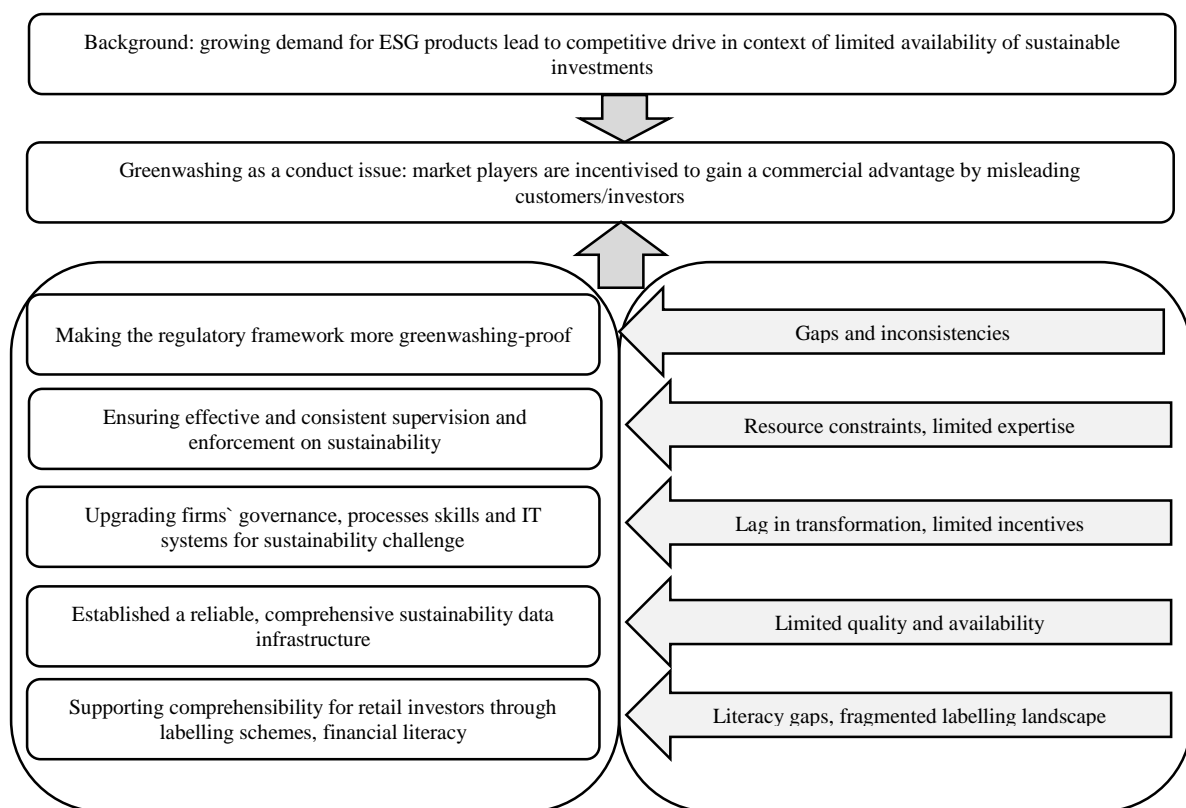 Background: growing demand for ESG products lead to competitive drive in context of limited availability of sustainable
investments
Greenwashing as a conduct issue: market players are incentivised to gain a commercial advantage by misleading
customers/investors
Making the regulatory framework more greenwashing-proof
Gaps and inconsistencies
Ensuring effective and consistent supervision and
enforcement on sustainability
Resource constraints, limited expertise
Upgrading firms` governance, processes skills and IT
systems for sustainability challenge
Lag in transformation, limited incentives
Established a reliable, comprehensive sustainability data
infrastructure
Limited quality and availability
Supporting comprehensibility for retail investors through
labelling schemes, financial literacy
Literacy gaps, fragmented labelling landscape